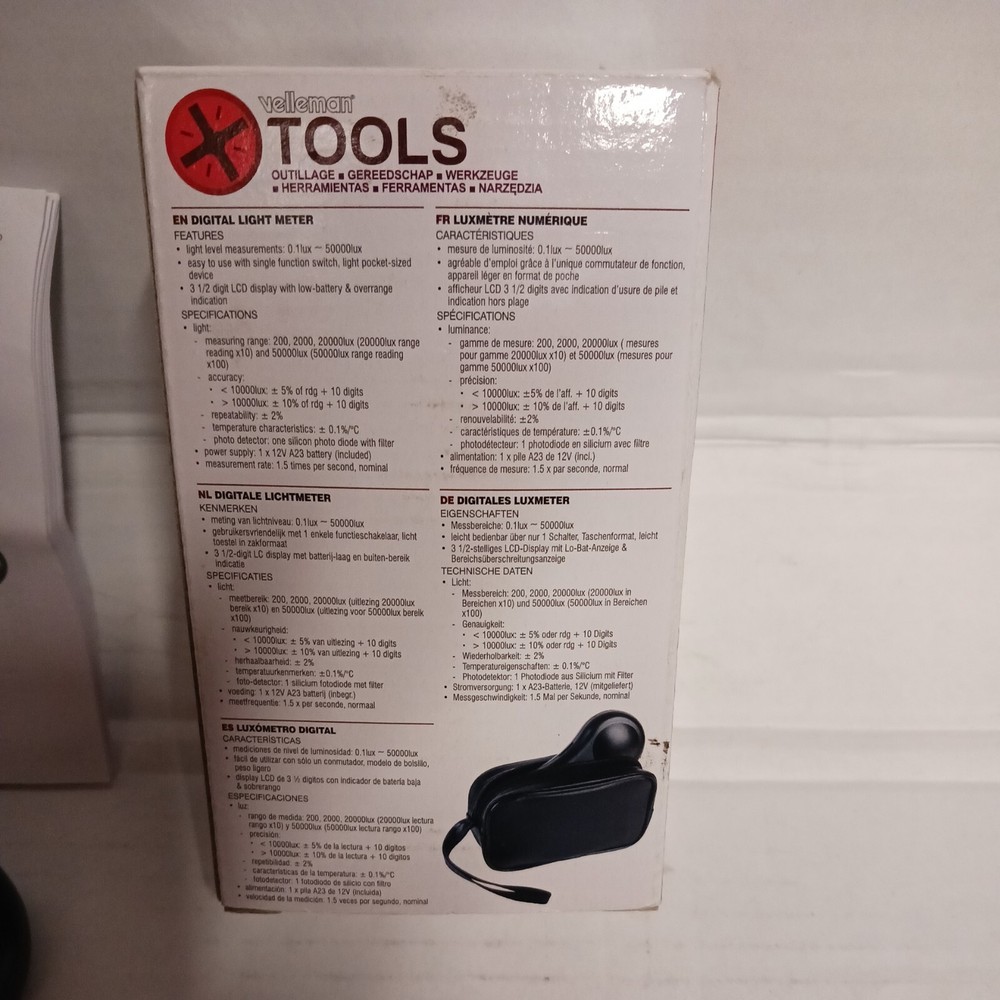 velleman®
TOOLS
OUTILLAGE ■ GEREEDSCHAP ■ WERKZEUGE
■ HERRAMIENTAS ■ FERRAMENTAS ■ NARZĘDZIA
EN DIGITAL LIGHT METER
FEATURES
• light level measurements: 0.1lux ~ 50000lux
• easy to use with single function switch, light pocket-sized
device
• 3 1/2 digit LCD display with low-battery & overrange
indication
SPECIFICATIONS
• light:
- measuring range: 200, 2000, 20000lux (20000lux range
reading x10) and 50000lux (50000lux range reading
x100)
- accuracy:
• < 10000lux: ± 5% of rdg + 10 digits
• > 10000lux: ± 10% of rdg + 10 digits
- repeatability: ± 2%
- temperature characteristics: ± 0.1%/°C
- photo detector: one silicon photo diode with filter
• power supply: 1 x 12V A23 battery (included)
• measurement rate: 1.5 times per second, nominal
FR LUXMÈTRE NUMÉRIQUE
CARACTÉRISTIQUES
• mesure de luminosité: 0.1lux ~ 50000lux
• agréable d'emploi grâce à l'unique commutateur de fonction,
appareil léger en format de poche
• afficheur LCD 3 1/2 digits avec indication d'usure de pile et
indication hors plage
SPÉCIFICATIONS
• luminance:
- gamme de mesure: 200, 2000, 20000lux ( mesures
pour gamme 20000lux x10) et 50000lux (mesures pour
gamme 50000lux x100)
- précision:
• < 10000lux: ±5% de l'aff. + 10 digits
• > 10000lux: ± 10% de l'aff. + 10 digits
- renouvelabilité: ±2%
- caractéristiques de température: ±0.1%/°C
- photodétecteur: 1 photodiode en silicium avec filtre
• alimentation: 1 x pile A23 de 12V (incl.)
• fréquence de mesure: 1.5 x par seconde, normal
NL DIGITALE LICHTMETER
KENMERKEN
• meting van lichtniveau: 0.1lux ~ 50000lux
• gebruikersvriendelijk met 1 enkele functieschakelaar, licht
toestel in zakformaat
• 3 1/2-digit LC display met batterij-laag en buiten-bereik
indicatie
SPECIFICATIES
• licht:
- meetbereik: 200, 2000, 20000lux (uitlezing 20000lux
bereik x10) en 50000lux (uitlezing voor 50000lux bereik
x100)
- nauwkeurigheid:
• < 10000lux: ± 5% van uitlezing + 10 digits
• > 10000lux: ± 10% van uitlezing + 10 digits
- herhaalbaarheid: ± 2%
- temperatuurkenmerken: ±0.1%/°C
- foto-detector: 1 silicium fotodiode met filter
• voeding: 1 x 12V A23 batterij (inbegr.)
• meetfrequentie: 1.5 x per seconde, normaal
DE DIGITALES LUXMETER
EIGENSCHAFTEN
• Messbereiche: 0.1lux ~ 50000lux
• leicht bedienbar über nur 1 Schalter, Taschenformat, leicht
• 3 1/2-stelliges LCD-Display mit Lo-Bat-Anzeige &
Bereichsüberschreitungsanzeige
TECHNISCHE DATEN
• Licht:
- Messbereich: 200, 2000, 20000lux (20000lux in
Bereichen x10) und 50000lux (50000lux in Bereichen
x100)
- Genauigkeit:
• < 10000lux: ± 5% oder rdg + 10 Digits
• > 10000lux: ± 10% oder rdg + 10 Digits
- Wiederholbarkeit: ± 2%
- Temperatureigenschaften: ± 0.1%/°C
- Photodetektor: 1 Photodiode aus Silicium mit Filter
• Stromversorgung: 1 x A23-Batterie, 12V (mitgeliefert)
• Messgeschwindigkeit: 1.5 Mal per Sekunde, nominal
ES LUXÓMETRO DIGITAL
CARACTERÍSTICAS
• mediciones de nivel de luminosidad: 0.1lux ~ 50000lux
• fácil de utilizar con sólo un conmutador, modelo de bolsillo,
peso ligero
• display LCD de 3 ½ dígitos con indicador de batería baja
& sobrerango
ESPECIFICACIONES
• luz:
- rango de medida: 200, 2000, 20000lux (20000lux lectura
rango x10) y 50000lux (50000lux lectura rango x100)
- precisión:
• < 10000lux: ± 5% de la lectura + 10 dígitos
• > 10000lux: ± 10% de la lectura + 10 dígitos
- repetibilidad: ± 2%
- características de la temperatura: ± 0.1%/°C
- fotodetector: 1 fotodiodo de silicio con filtro
• alimentación: 1 x pila A23 de 12V (incluida)
• velocidad de la medición: 1.5 veces por segundo, nominal